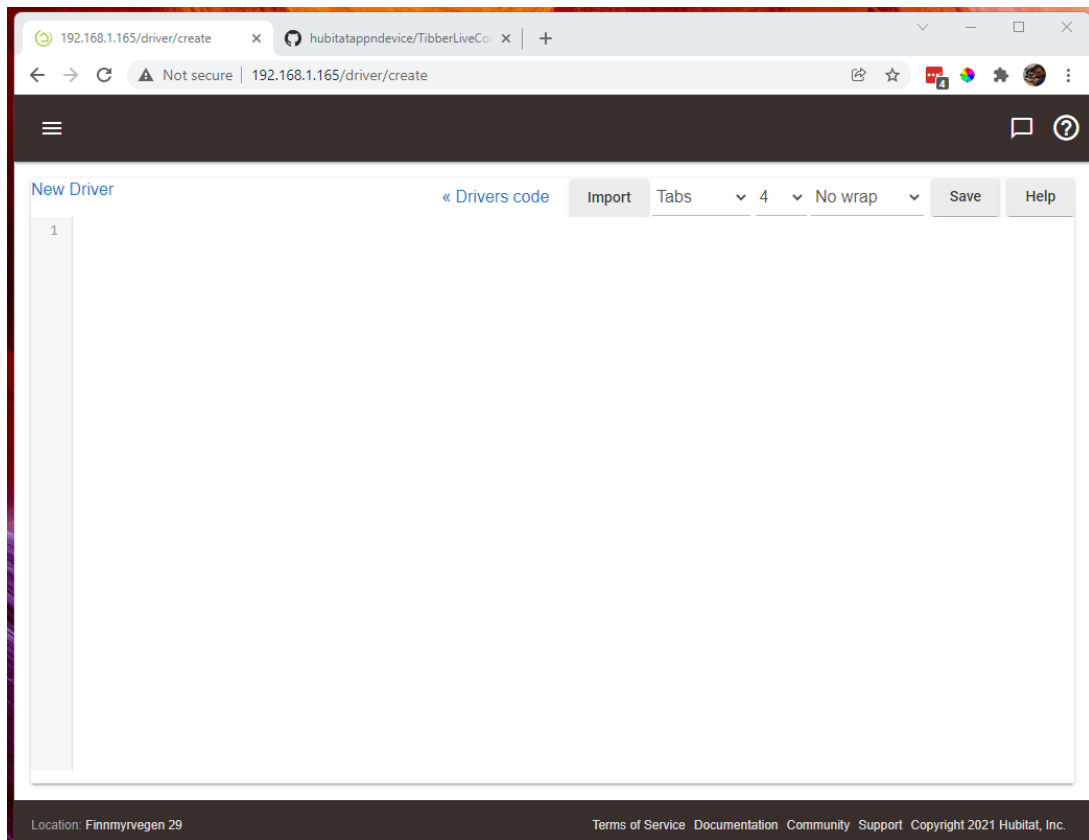 192.168.1.165/driver/create
hubitatappndevice/TibberLiveCo
Not secure | 192.168.1.165/driver/create
4
New Driver
« Drivers code Import Tabs 4 No wrap Save Help
1
Location: Finnmyrvegen 29
Terms of Service Documentation Community Support Copyright 2021 Hubitat, Inc.